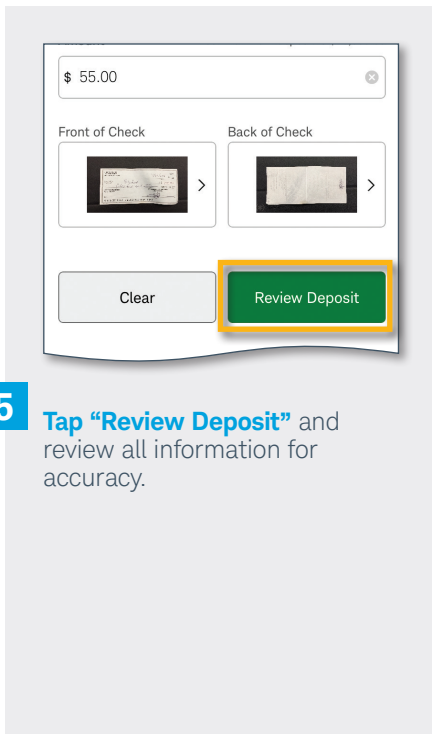 $ 55.00
Front of Check Back of Check
Clear Review Deposit
5
Tap “Review Deposit” and
review all information for
accuracy.